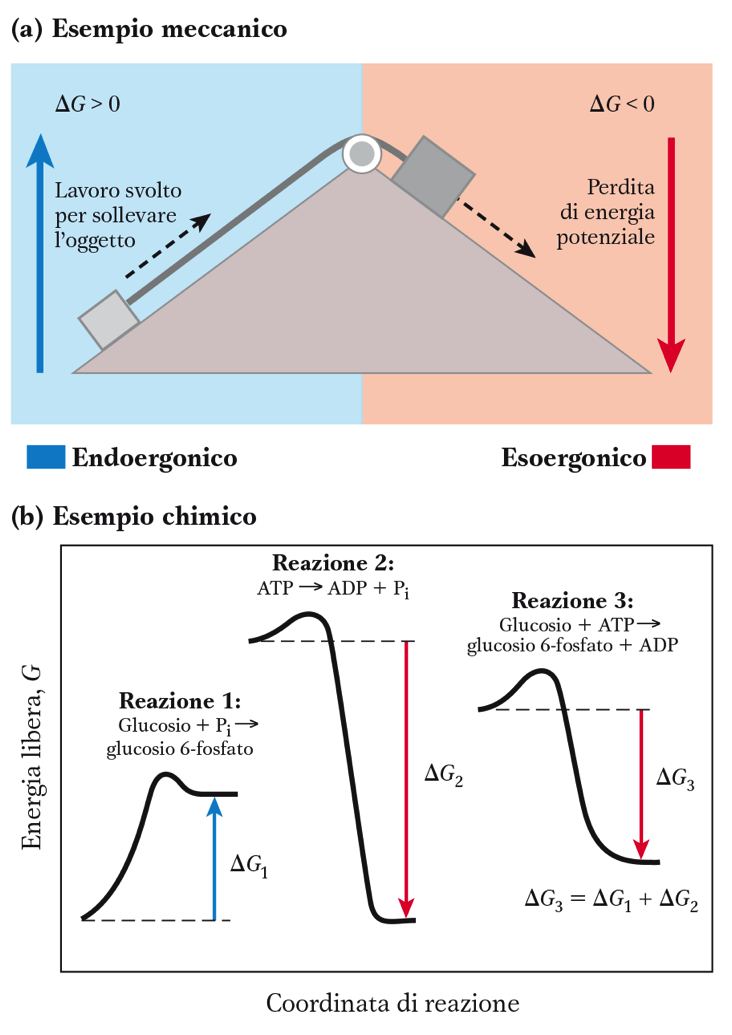 (a) Esempio meccanico
ΔG > 0
ΔG < 0
Lavoro svolto
per sollevare
l’oggetto
Perdita
di energia
potenziale
Endoergonico
Esoergonico
(b) Esempio chimico
Reazione 1:
Glucosio + Pᵢ →
glucosio 6-fosfato
ΔG₁
Reazione 2:
ATP → ADP + Pᵢ
ΔG₂
Reazione 3:
Glucosio + ATP →
glucosio 6-fosfato + ADP
ΔG₃
ΔG₃ = ΔG₁ + ΔG₂
Energia libera, G
Coordinata di reazione